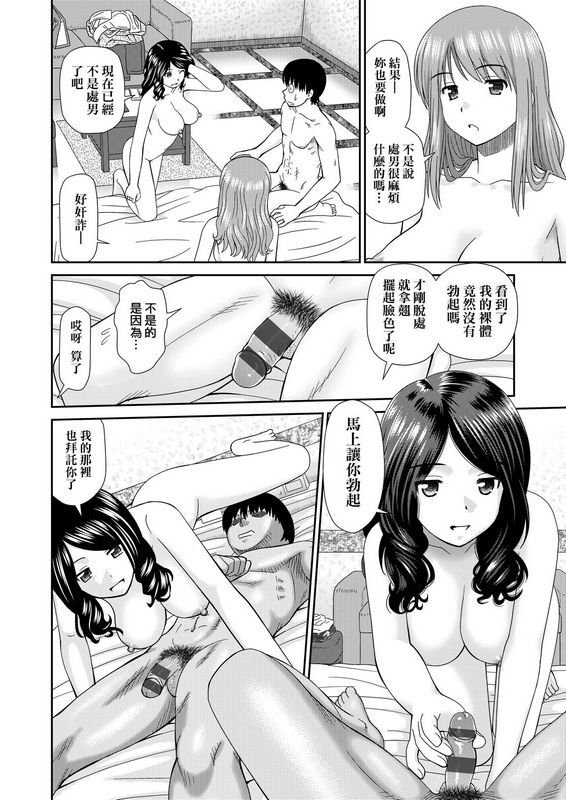 結果—
妳也要做啊
不是說
處男很麻煩
什麼的嗎…
現在已經
不是處男
了吧
好奸詐—
看到了
我的裸體
竟然沒有
勃起嗎
才剛脫處
就拿翹
擺起臉色了呢
不是的
是因為…
哎呀 算了
馬上讓你勃起
我的那裡
也拜託你了